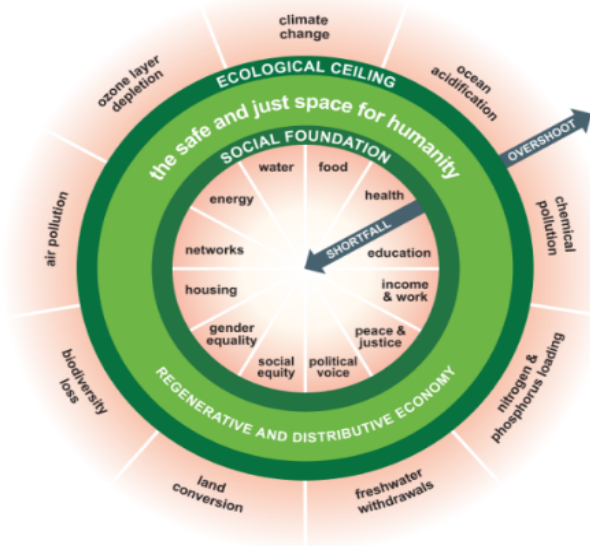 climate
change
ozone layer
depletion
ocean
acidification
ECOLOGICAL CEILING
the safe and just space for humanity
SOCIAL FOUNDATION
OVERSHOOT
water
food
energy
health
SHORTFALL
air pollution
chemical
pollution
networks
education
housing
income
& work
gender
equality
peace &
justice
social
equity
political
voice
biodiversity
loss
nitrogen &
phosphorus loading
REGENERATIVE AND DISTRIBUTIVE ECONOMY
land
conversion
freshwater
withdrawals